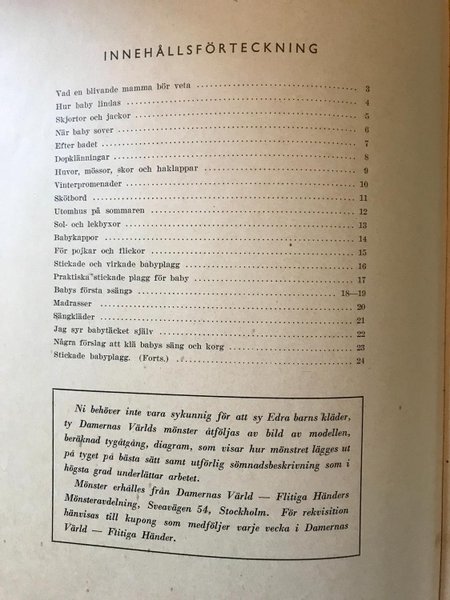 INNEHÅLLSFÖRTECKNING
Vad en blivande mamma bör veta 3
Hur baby lindas 4
Skjortor och jackor 5
När baby sover 6
Efter badet 7
Dopklänningar 8
Huvor, mössor, skor och haklappar 9
Vinterpromenader 10
Skötbord 11
Utomhus på sommaren 12
Sol- och lekbyxor 13
Babykappor 14
För pojkar och flickor 15
Stickade och virkade babyplagg 16
Praktiska stickade plagg för baby 17
Babys första »säng» 18—19
Madrasser 20
Sängkläder 21
Jag syr babytäcket själv 22
Några förslag att klä babys säng och korg 23
Stickade babyplagg. (Forts.) 24
Ni behöver inte vara sykunnig för att sy Edra barns kläder,
ty Damernas Världs mönster åtföljas av bild av modellen,
beräknad tygåtgång, diagram, som visar hur mönstret lägges ut
på tyget på bästa sätt samt utförlig sömnadsbeskrivning som i
högsta grad underlättar arbetet.
Mönster erhålles från Damernas Värld — Flitiga Händers
Mönsteravdelning, Sveavägen 54, Stockholm. För rekvisition
hänvisas till kupong som medföljer varje vecka i Damernas
Värld — Flitiga Händer.